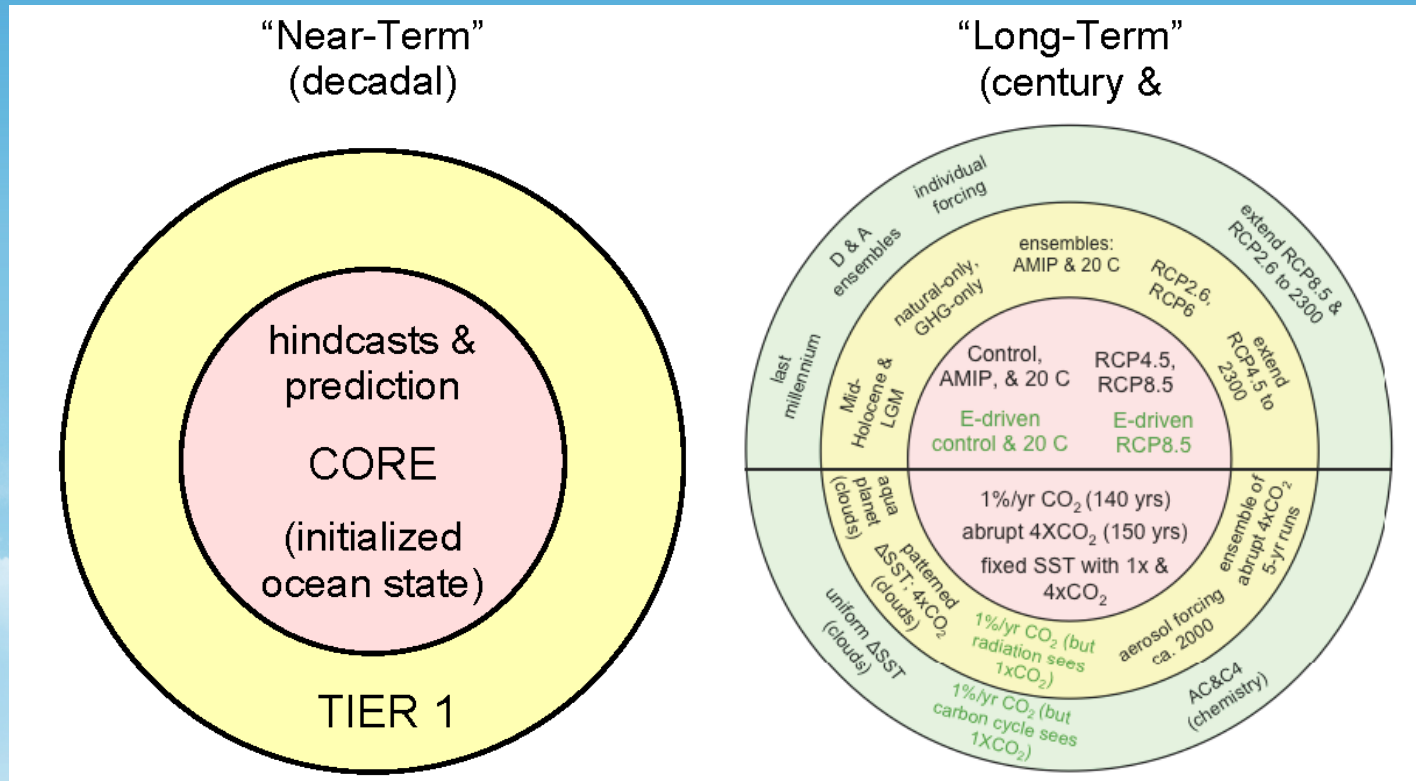 “Near-Term”
(decadal)
hindcasts &
prediction
CORE
(initialized
ocean state)
TIER 1
“Long-Term”
(century &
last
millennium
D & A
ensembles
individual
forcing
extend RCP8.5 &
RCP2.6 to 2300
Mid-
Holocene &
LGM
natural-only,
GHG-only
ensembles:
AMIP & 20 C
RCP2.6,
RCP6
extend
RCP4.5 to
2300
Control,
AMIP, & 20 C
RCP4.5,
RCP8.5
E-driven
control & 20 C
E-driven
RCP8.5
1%/yr CO₂ (140 yrs)
abrupt 4XCO₂ (150 yrs)
fixed SST with 1x &
4xCO₂
aqua
planet
(clouds)
patterned
ΔSST; 4xCO₂
(clouds)
1%/yr CO₂ (but
radiation sees
1xCO₂)
aerosol forcing
ca. 2000
ensemble of
abrupt 4xCO₂
5-yr runs
uniform ΔSST
(clouds)
1%/yr CO₂ (but
carbon cycle sees
1XCO₂)
AC&C4
(chemistry)